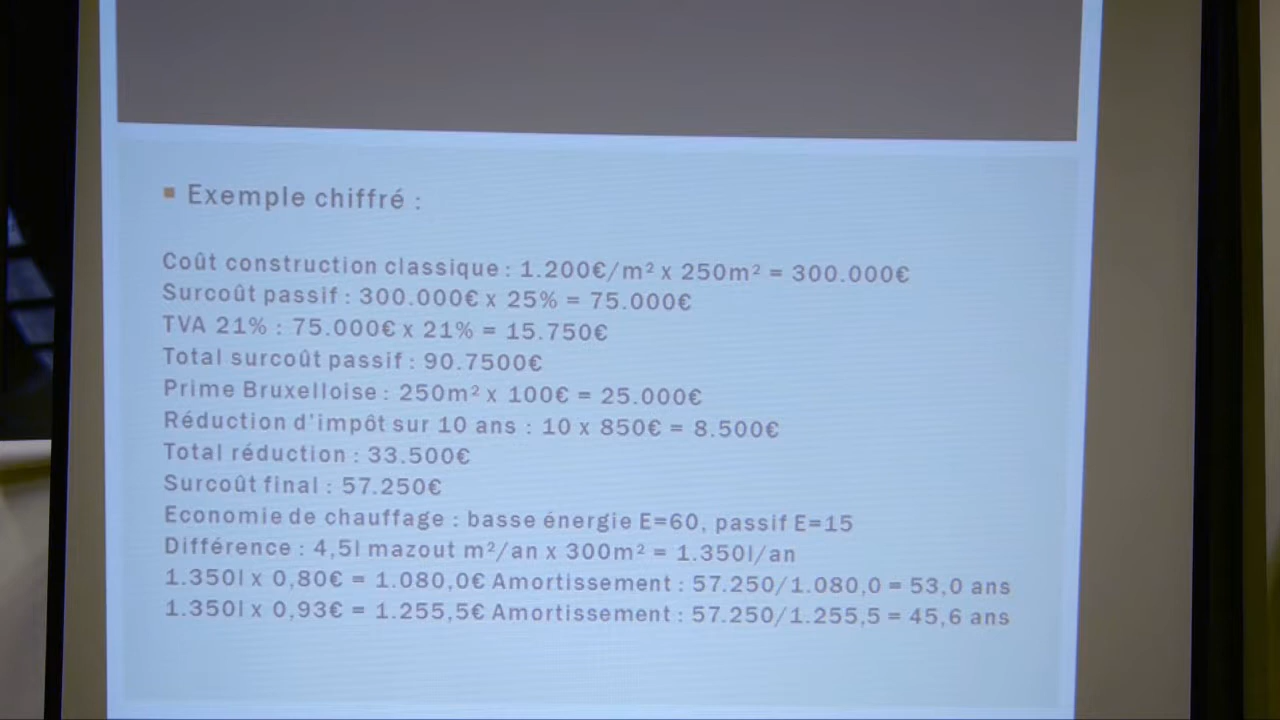 ▪ Exemple chiffré :
Coût construction classique : 1.200€/m² x 250m² = 300.000€
Surcoût passif : 300.000€ x 25% = 75.000€
TVA 21% : 75.000€ x 21% = 15.750€
Total surcoût passif : 90.7500€
Prime Bruxelloise : 250m² x 100€ = 25.000€
Réduction d'impôt sur 10 ans : 10 x 850€ = 8.500€
Total réduction : 33.500€
Surcoût final : 57.250€
Economie de chauffage : basse énergie E=60, passif E=15
Différence : 4,5l mazout m²/an x 300m² = 1.350l/an
1.350l x 0,80€ = 1.080,0€ Amortissement : 57.250/1.080,0 = 53,0 ans
1.350l x 0,93€ = 1.255,5€ Amortissement : 57.250/1.255,5 = 45,6 ans